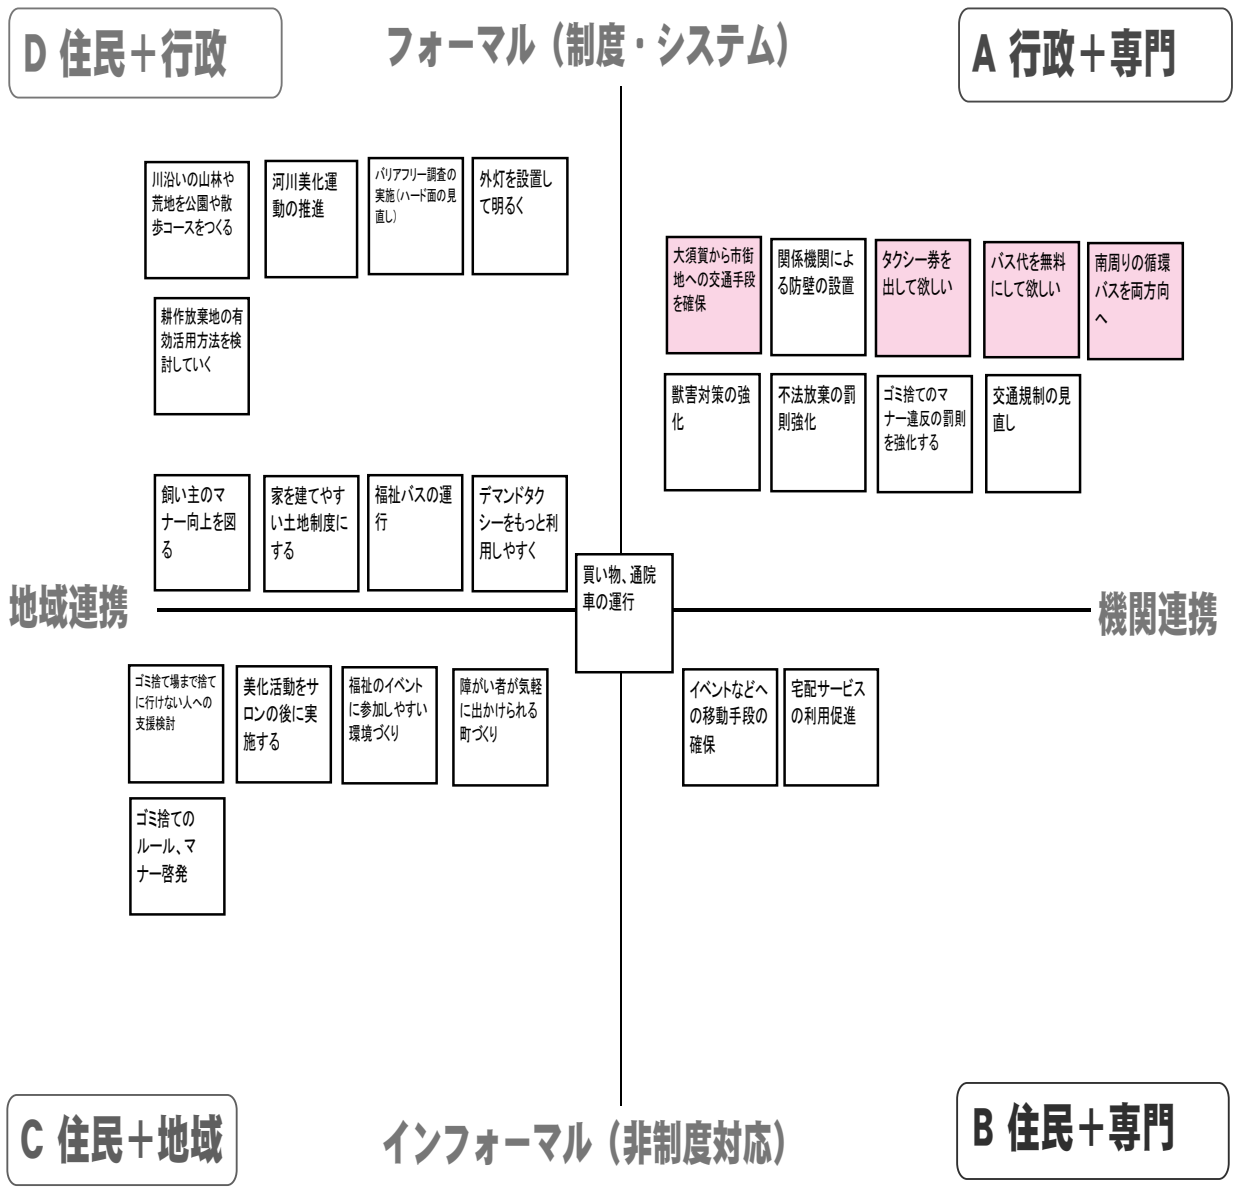 D 住民＋行政
フォーマル（制度・システム）
A 行政＋専門
川沿いの山林や
荒地を公園や散
歩コースをつくる
河川美化運
動の推進
バリアフリー調査の
実施（ハード面の見
直し）
外灯を設置し
て明るく
耕作放棄地の有
効活用方法を検
討していく
大須賀から市街
地への交通手段
を確保
関係機関によ
る防壁の設置
タクシー券を
出して欲しい
バス代を無料
にして欲しい
南周りの循環
バスを両方向
へ
獣害対策の強
化
不法放棄の罰
則強化
ゴミ捨てのマ
ナー違反の罰則
を強化する
交通規制の見
直し
飼い主のマ
ナー向上を図
る
家を建てやす
い土地制度に
する
福祉バスの運
行
デマンドタク
シーをもっと利
用しやすく
買い物、通院
車の運行
地域連携
機関連携
ゴミ捨て場まで捨て
に行けない人への
支援検討
美化活動をサ
ロンの後に実
施する
福祉のイベント
に参加しやすい
環境づくり
障がい者が気軽
に出かけられる
町づくり
イベントなどへ
の移動手段の
確保
宅配サービス
の利用促進
ゴミ捨ての
ルール、マ
ナー啓発
C 住民＋地域
インフォーマル（非制度対応）
B 住民＋専門